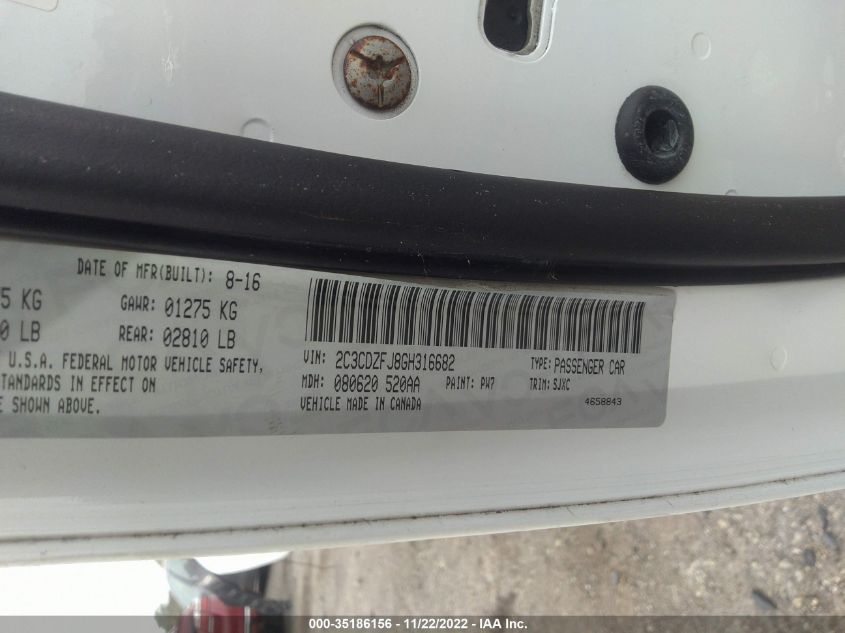 DATE OF MFR(BUILT): 8-16
5 KG GAWR: 01275 KG
0 LB REAR: 02810 LB
U.S.A. FEDERAL MOTOR VEHICLE SAFETY,
STANDARDS IN EFFECT ON
E SHOWN ABOVE.
VIN: 2C3CDZFJ8GH316682 TYPE: PASSENGER CAR
MDH: 080620 520AA PAINT: PW7 TRIM: SJXC
VEHICLE MADE IN CANADA 4658843
000-35186156 - 11/22/2022 - IAA Inc.